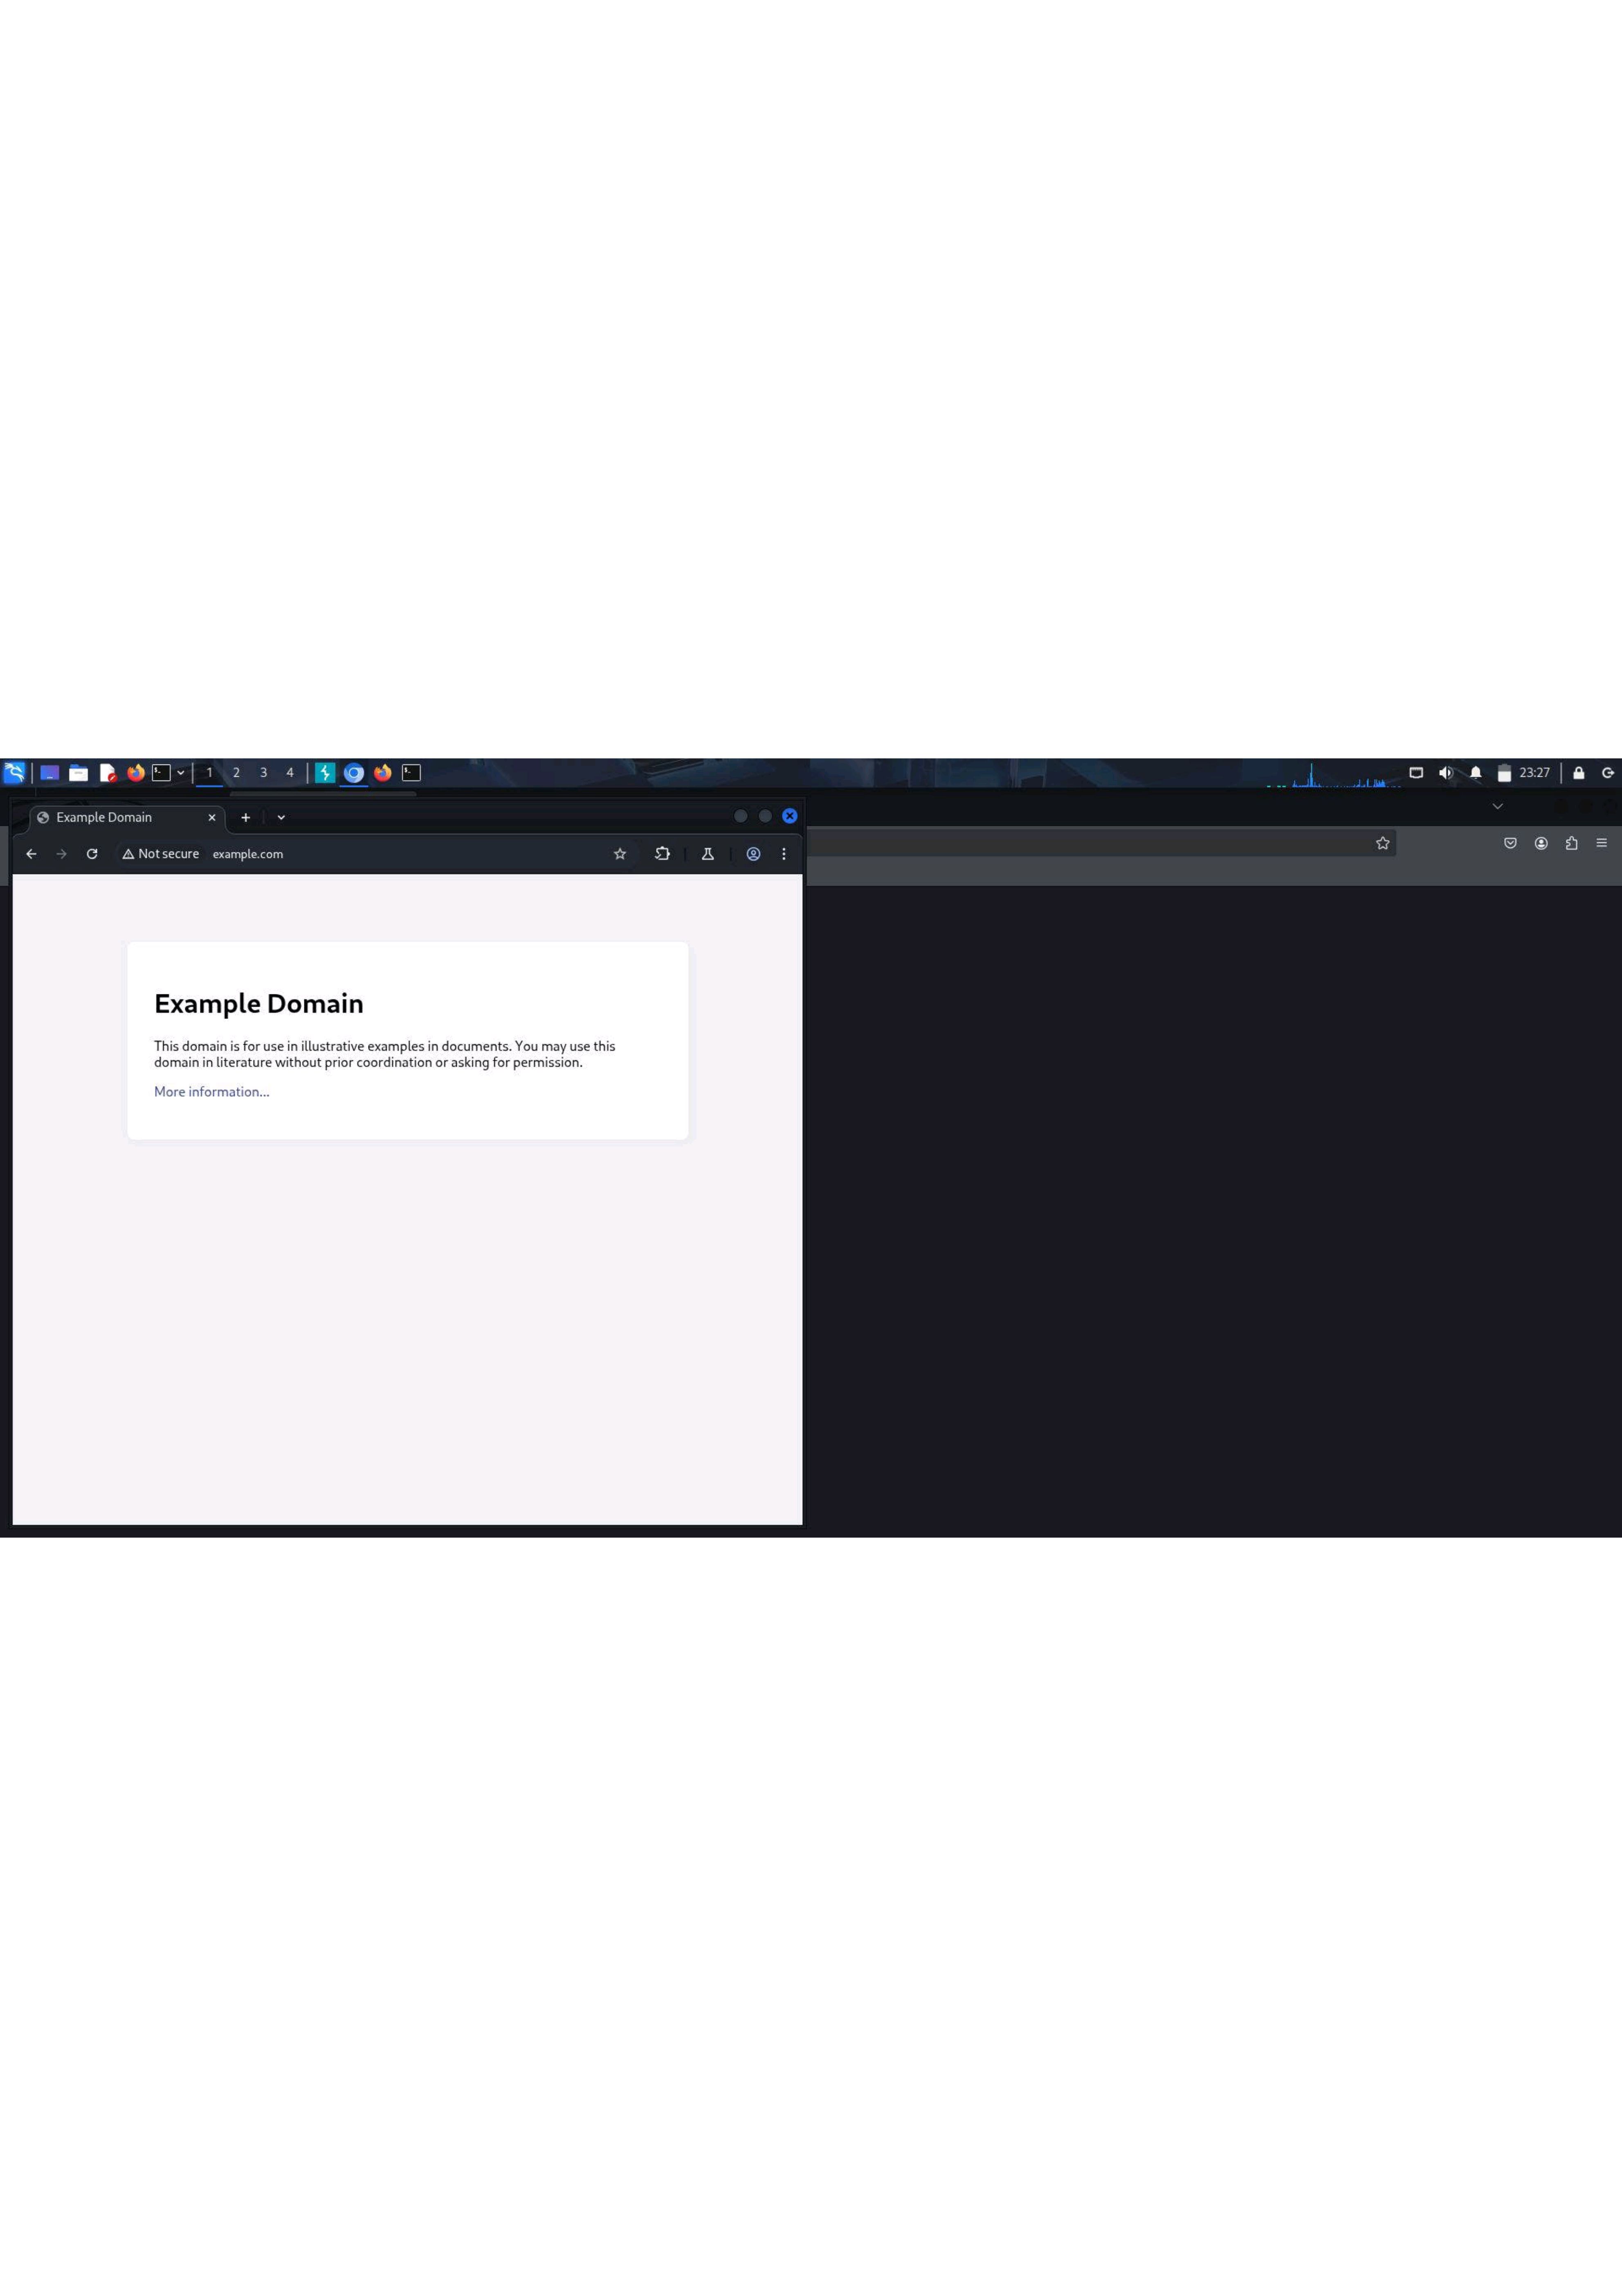 1 2 3 4
23:27
Example Domain
Not secure example.com
Example Domain
This domain is for use in illustrative examples in documents. You may use this
domain in literature without prior coordination or asking for permission.
More information...